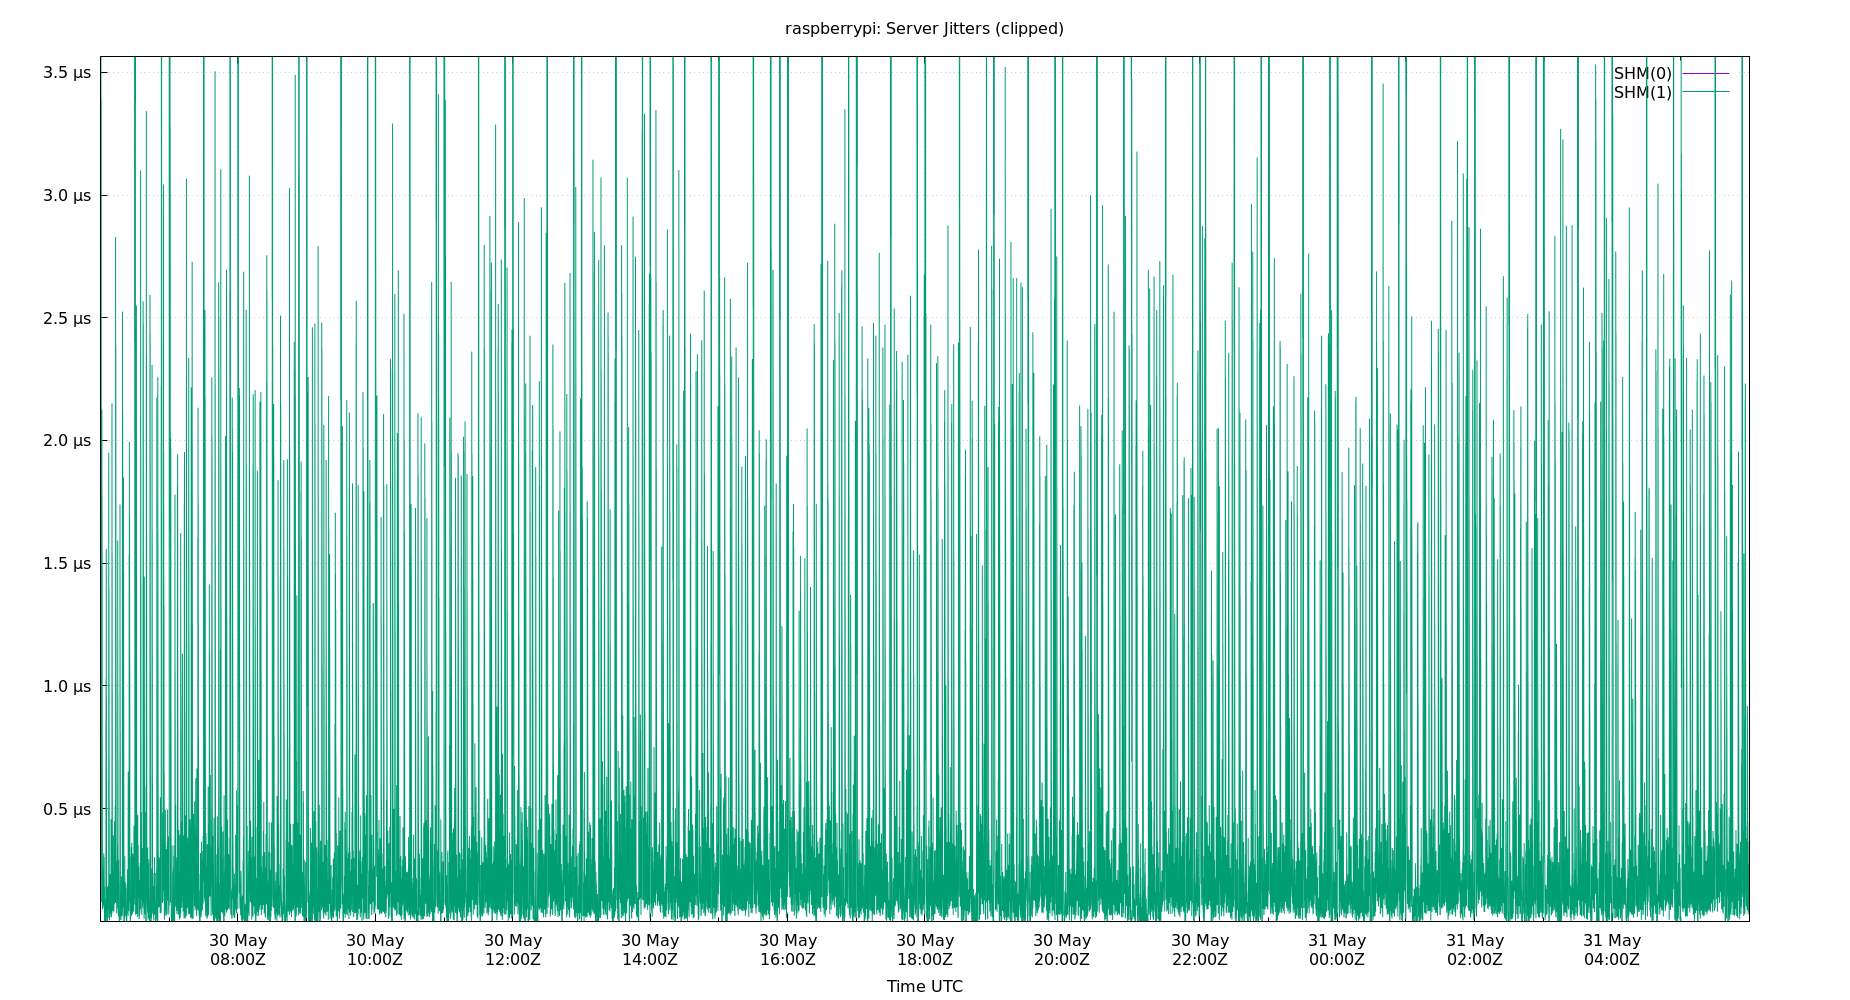 raspberrypi: Server Jitters (clipped)
3.5 µs
3.0 µs
2.5 µs
2.0 µs
1.5 µs
1.0 µs
0.5 µs
SHM(0)
SHM(1)
30 May 30 May 30 May 30 May 30 May 30 May 30 May 30 May 31 May 31 May 31 May
08:00Z 10:00Z 12:00Z 14:00Z 16:00Z 18:00Z 20:00Z 22:00Z 00:00Z 02:00Z 04:00Z
Time UTC